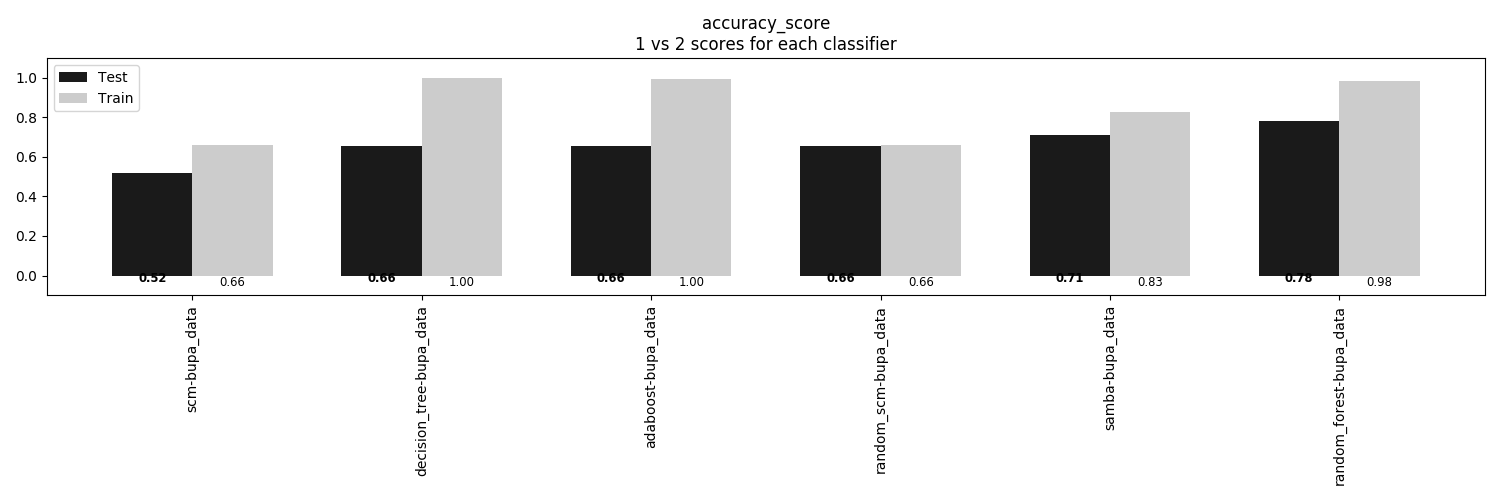 accuracy_score
1 vs 2 scores for each classifier
Test
Train
1.0
0.8
0.6
0.4
0.2
0.0
0.52
0.66
0.66
1.00
0.66
1.00
0.66
0.66
0.71
0.83
0.78
0.98
scm-bupa_data
decision_tree-bupa_data
adaboost-bupa_data
random_scm-bupa_data
samba-bupa_data
random_forest-bupa_data